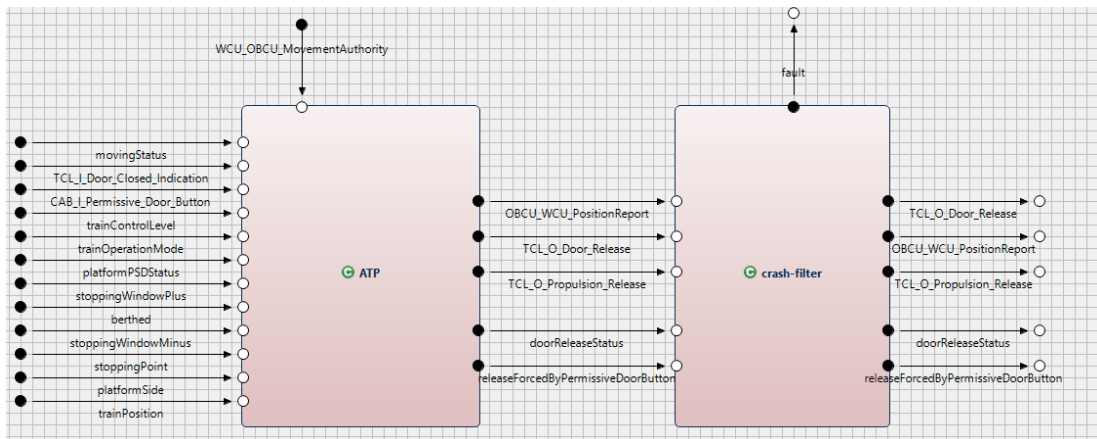 WCU_OBCU_MovementAuthority
fault
movingStatus
TCL_I_Door_Closed_Indication
CAB_I_Permissive_Door_Button
trainControlLevel
trainOperationMode
platformPSDStatus
stoppingWindowPlus
berthed
stoppingWindowMinus
stoppingPoint
platformSide
trainPosition
C ATP
OBCU_WCU_PositionReport
TCL_O_Door_Release
TCL_O_Propulsion_Release
doorReleaseStatus
releaseForcedByPermissiveDoorButton
C crash-filter
TCL_O_Door_Release
OBCU_WCU_PositionReport
TCL_O_Propulsion_Release
doorReleaseStatus
releaseForcedByPermissiveDoorButton